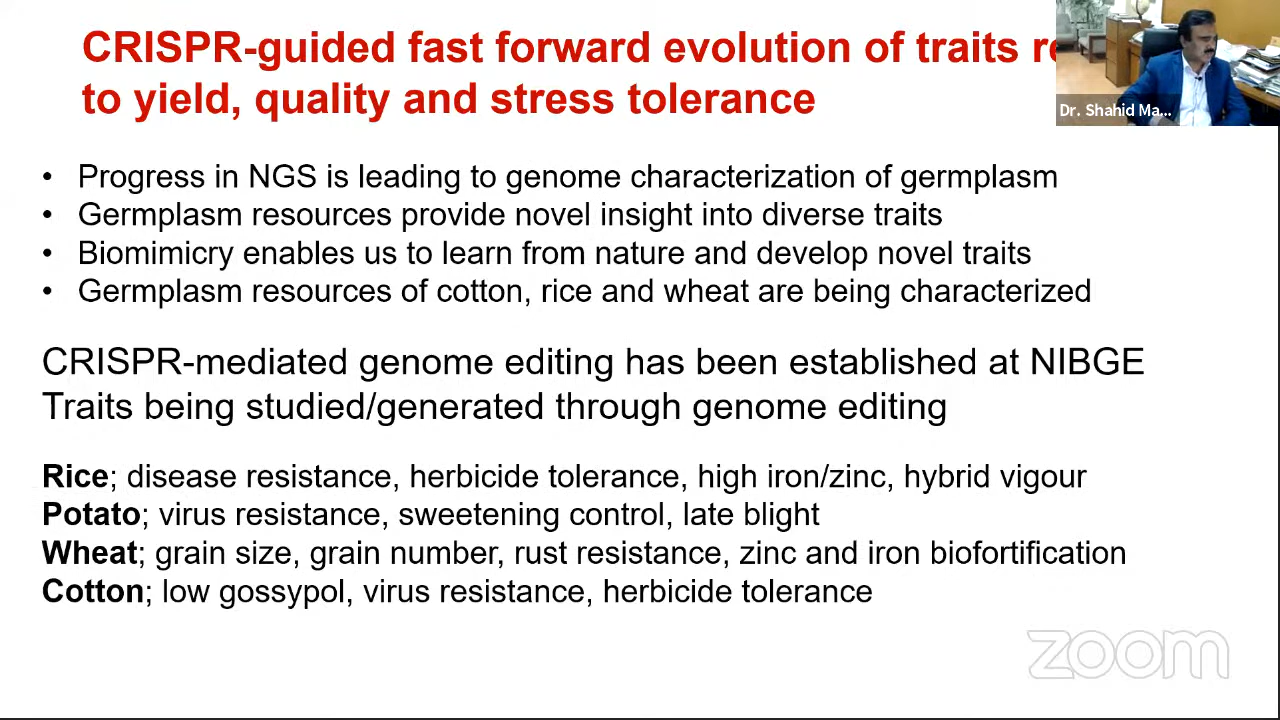 CRISPR-guided fast forward evolution of traits
to yield, quality and stress tolerance
Dr. Shahid Ma...
• Progress in NGS is leading to genome characterization of germplasm
• Germplasm resources provide novel insight into diverse traits
• Biomimicry enables us to learn from nature and develop novel traits
• Germplasm resources of cotton, rice and wheat are being characterized
CRISPR-mediated genome editing has been established at NIBGE
Traits being studied/generated through genome editing
Rice; disease resistance, herbicide tolerance, high iron/zinc, hybrid vigour
Potato; virus resistance, sweetening control, late blight
Wheat; grain size, grain number, rust resistance, zinc and iron biofortification
Cotton; low gossypol, virus resistance, herbicide tolerance
zoom